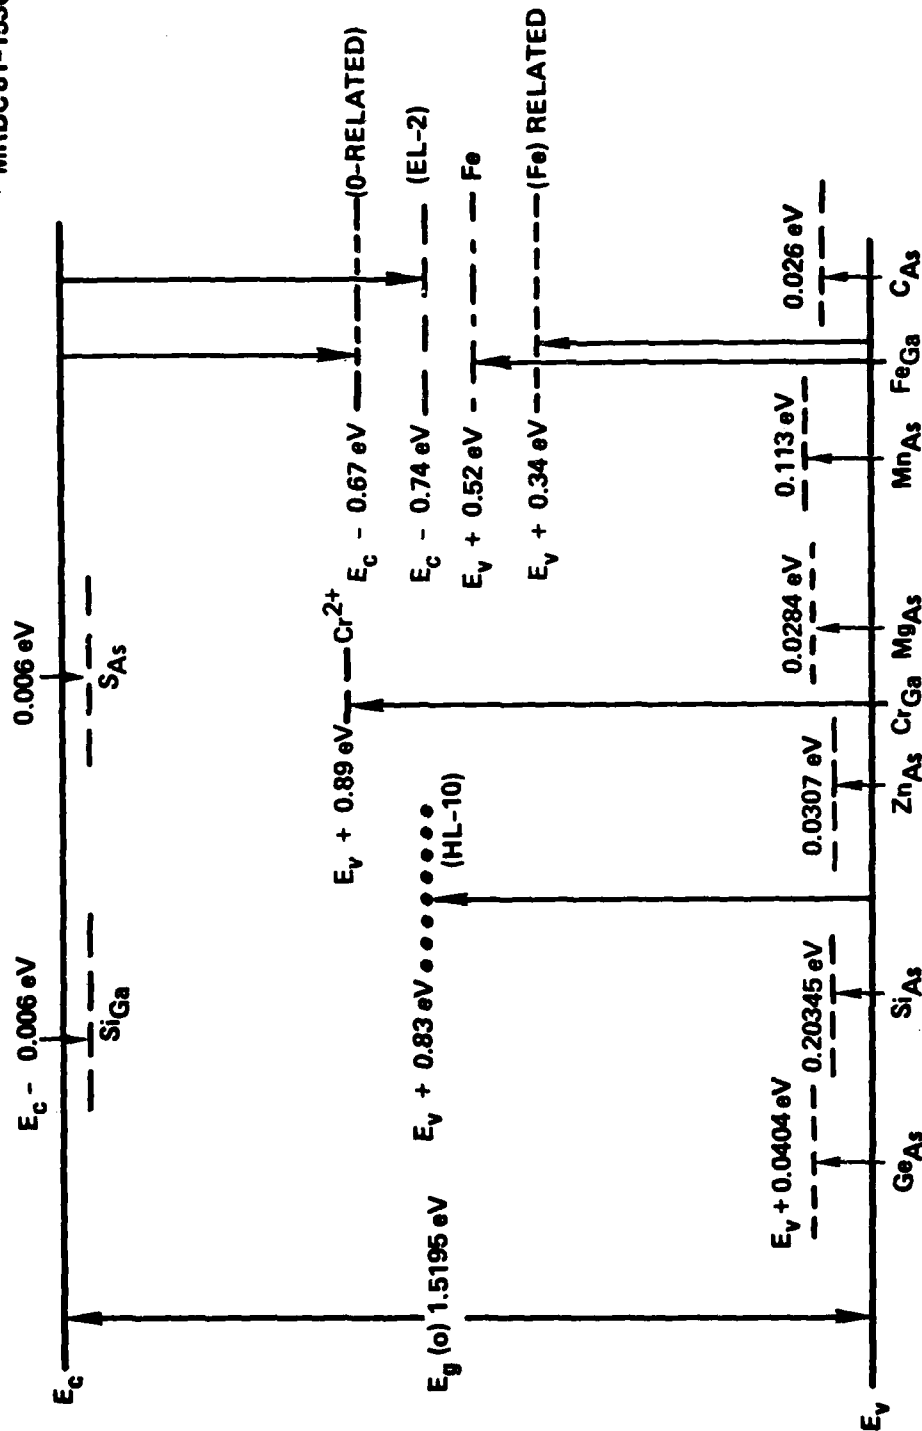 MRDC81-153
E_c
E_c - 0.006 eV
0.006 eV
Si_Ga
S_As
E_g (o) 1.5195 eV
E_v + 0.83 eV
(HL-10)
E_v + 0.89 eV
Cr^2+
E_c - 0.67 eV
(O-RELATED)
E_c - 0.74 eV
(EL-2)
E_v + 0.52 eV
Fe
E_v + 0.34 eV
(Fe) RELATED
E_v + 0.0404 eV
0.20345 eV
0.0307 eV
0.0284 eV
0.113 eV
0.026 eV
E_v
Ge_As
Si_As
Zn_As
Cr_Ga
Mg_As
Mn_As
Fe_Ga
C_As